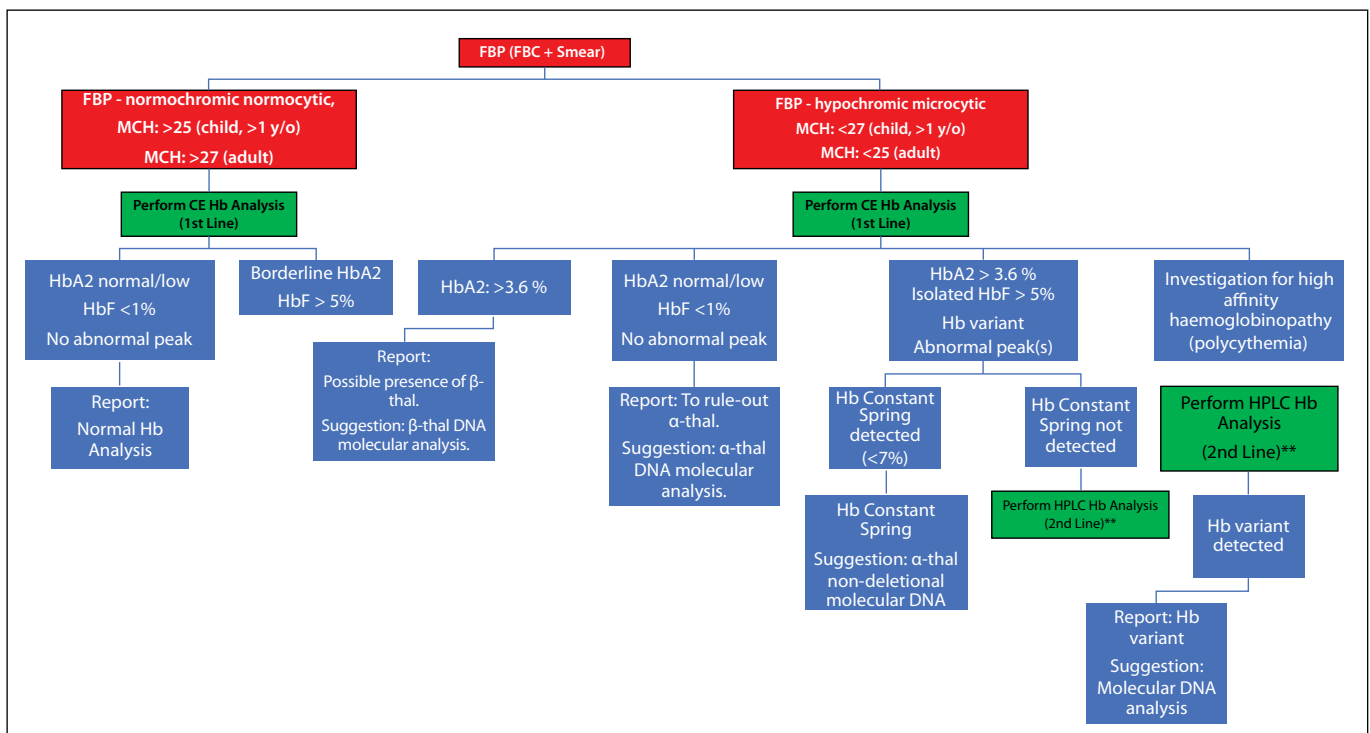 FBP (FBC + Smear)
FBP - normochromic normocytic,
MCH: >25 (child, >1 y/o)
MCH: >27 (adult)
FBP - hypochromic microcytic
MCH: <27 (child, >1 y/o)
MCH: <25 (adult)
Perform CE Hb Analysis
(1st Line)
Perform CE Hb Analysis
(1st Line)
HbA2 normal/low
HbF <1%
No abnormal peak
Borderline HbA2
HbF > 5%
HbA2: >3.6 %
HbA2 normal/low
HbF <1%
No abnormal peak
HbA2 > 3.6 %
Isolated HbF > 5%
Hb variant
Abnormal peak(s)
Investigation for high
affinity
haemoglobinopathy
(polycythemia)
Report:
Normal Hb
Analysis
Report:
Possible presence of β-
thal.
Suggestion: β-thal DNA
molecular analysis.
Report: To rule-out
α-thal.
Suggestion: α-thal
DNA molecular
analysis.
Hb Constant
Spring
detected
(<7%)
Hb Constant
Spring not
detected
Perform HPLC Hb
Analysis
(2nd Line)**
Hb Constant
Spring
Suggestion: α-thal
non-deletional
molecular DNA
Perform HPLC Hb Analysis
(2nd Line)**
Hb variant
detected
Report: Hb
variant
Suggestion:
Molecular DNA
analysis